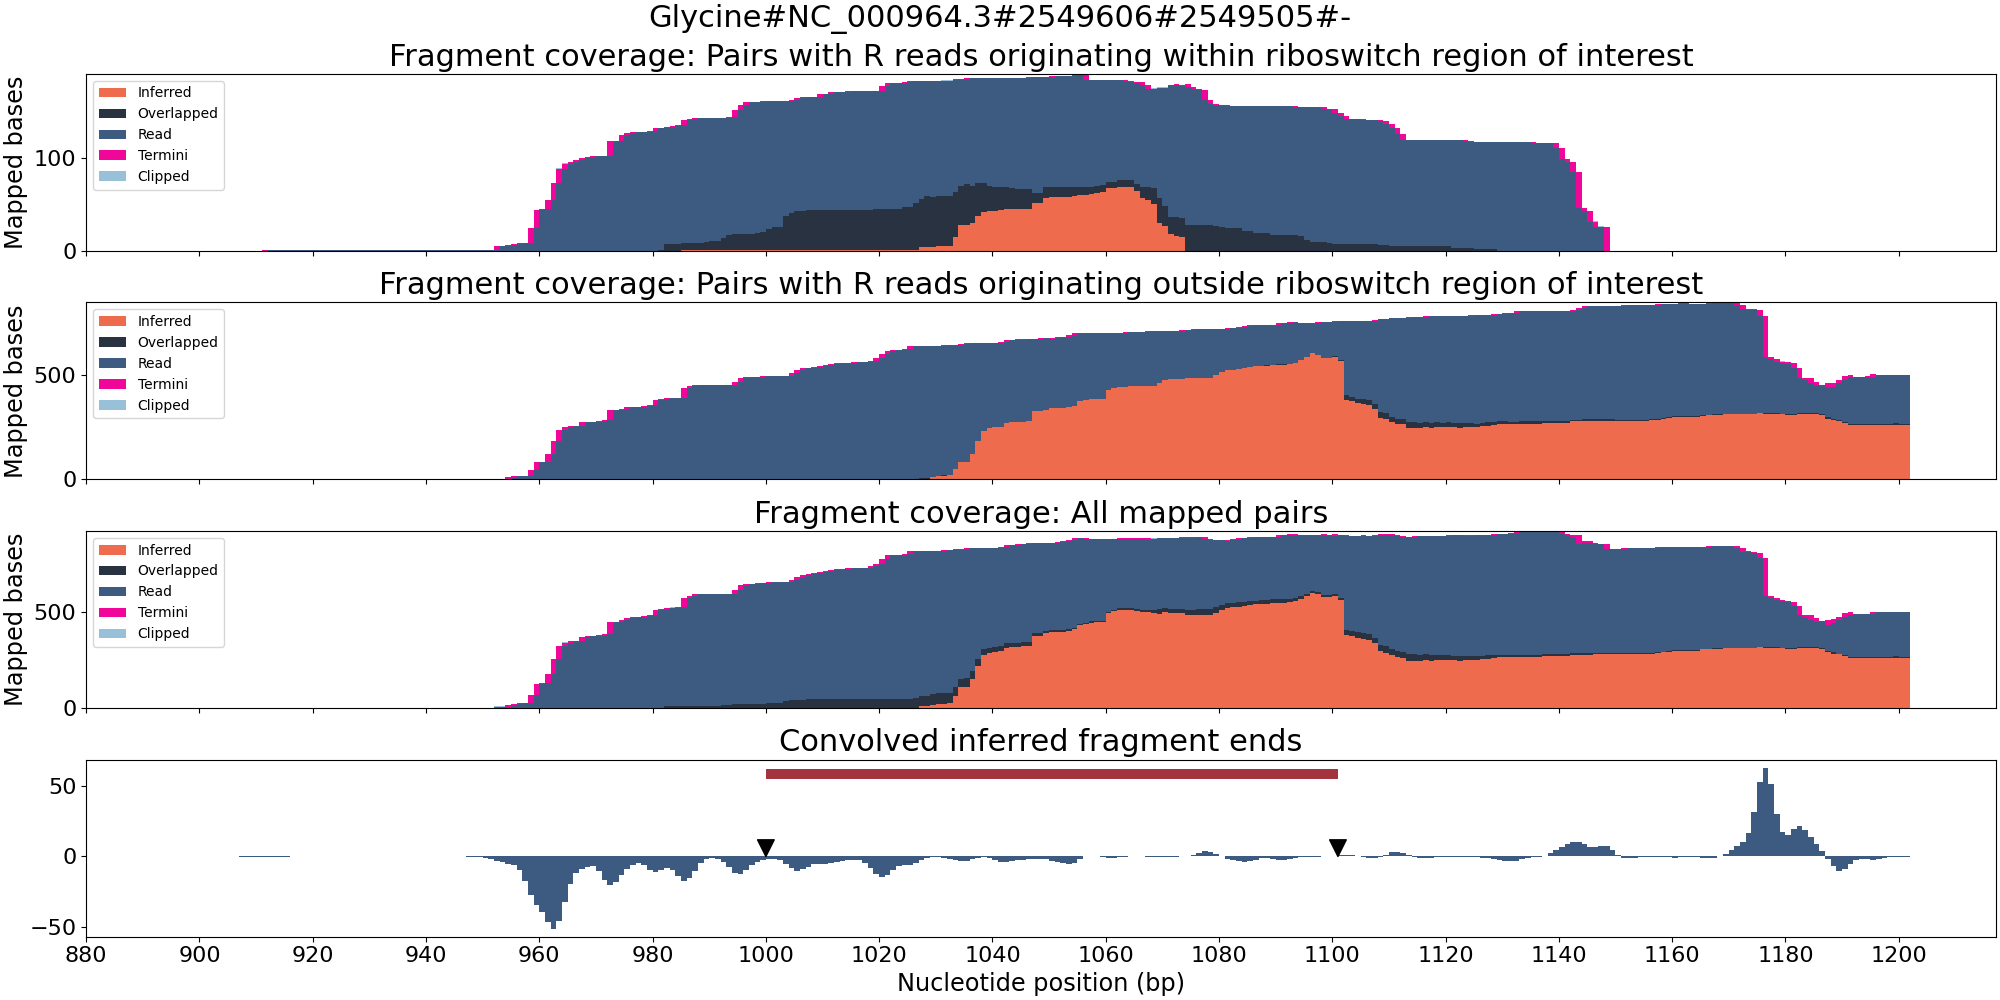 Glycine#NC_000964.3#2549606#2549505#-
Fragment coverage: Pairs with R reads originating within riboswitch region of interest
Mapped bases
100
0
Inferred
Overlapped
Read
Termini
Clipped
Fragment coverage: Pairs with R reads originating outside riboswitch region of interest
Mapped bases
500
0
Inferred
Overlapped
Read
Termini
Clipped
Fragment coverage: All mapped pairs
Mapped bases
500
0
Inferred
Overlapped
Read
Termini
Clipped
Convolved inferred fragment ends
50
0
−50
880 900 920 940 960 980 1000 1020 1040 1060 1080 1100 1120 1140 1160 1180 1200
Nucleotide position (bp)